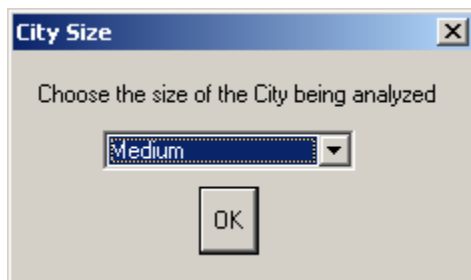 City Size
Choose the size of the City being analyzed
Medium
OK